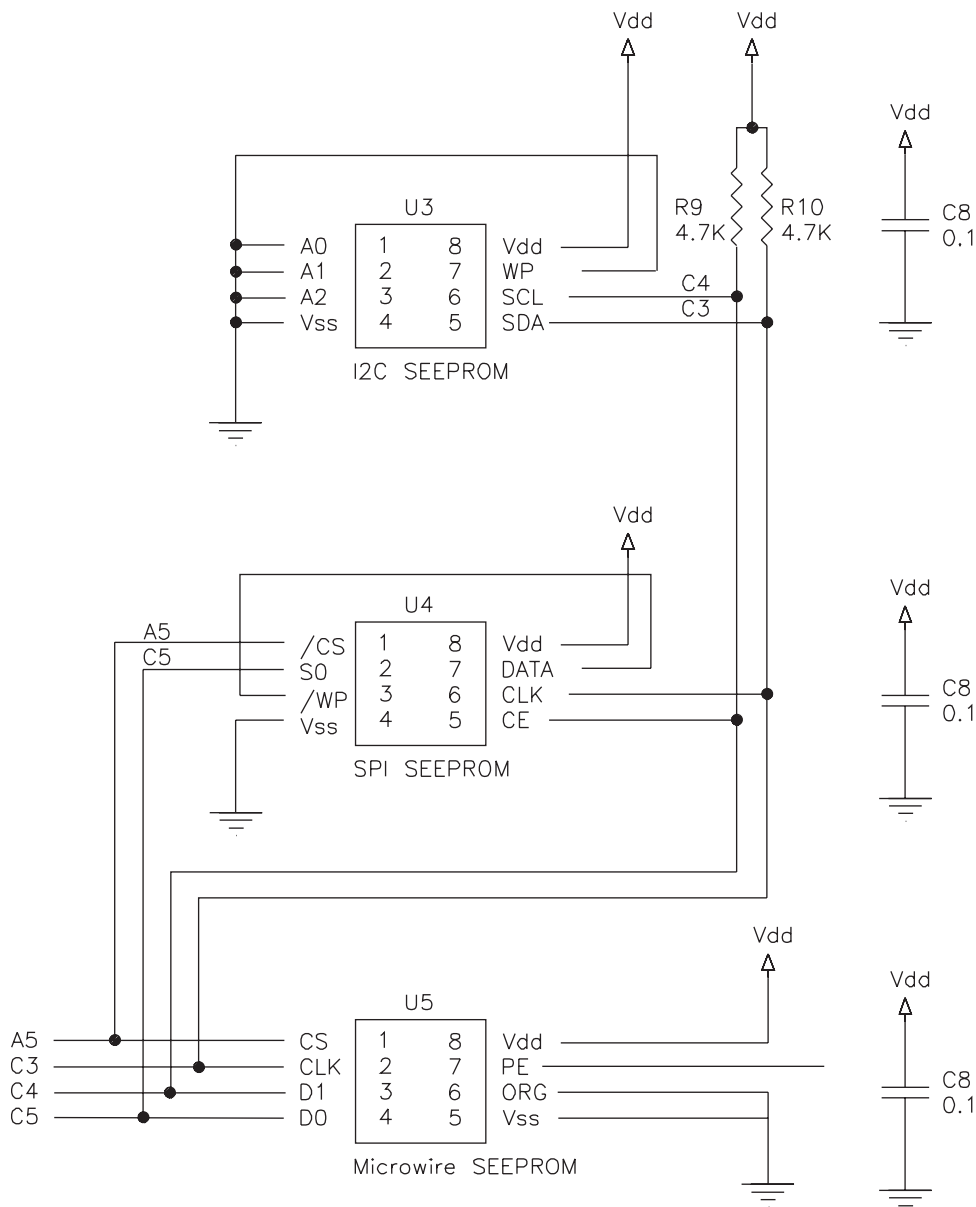 Vdd
Vdd
Vdd
C8
0.1
U3
R9
4.7K
R10
4.7K
A0 1 8 Vdd
A1 2 7 WP
A2 3 6 SCL C4
Vss 4 5 SDA C3
I2C SEEPROM
Vdd
Vdd
C8
0.1
U4
A5
C5
/CS 1 8 Vdd
SO 2 7 DATA
/WP 3 6 CLK
Vss 4 5 CE
SPI SEEPROM
Vdd
Vdd
C8
0.1
U5
A5 CS 1 8 Vdd
C3 CLK 2 7 PE
C4 D1 3 6 ORG
C5 D0 4 5 Vss
Microwire SEEPROM